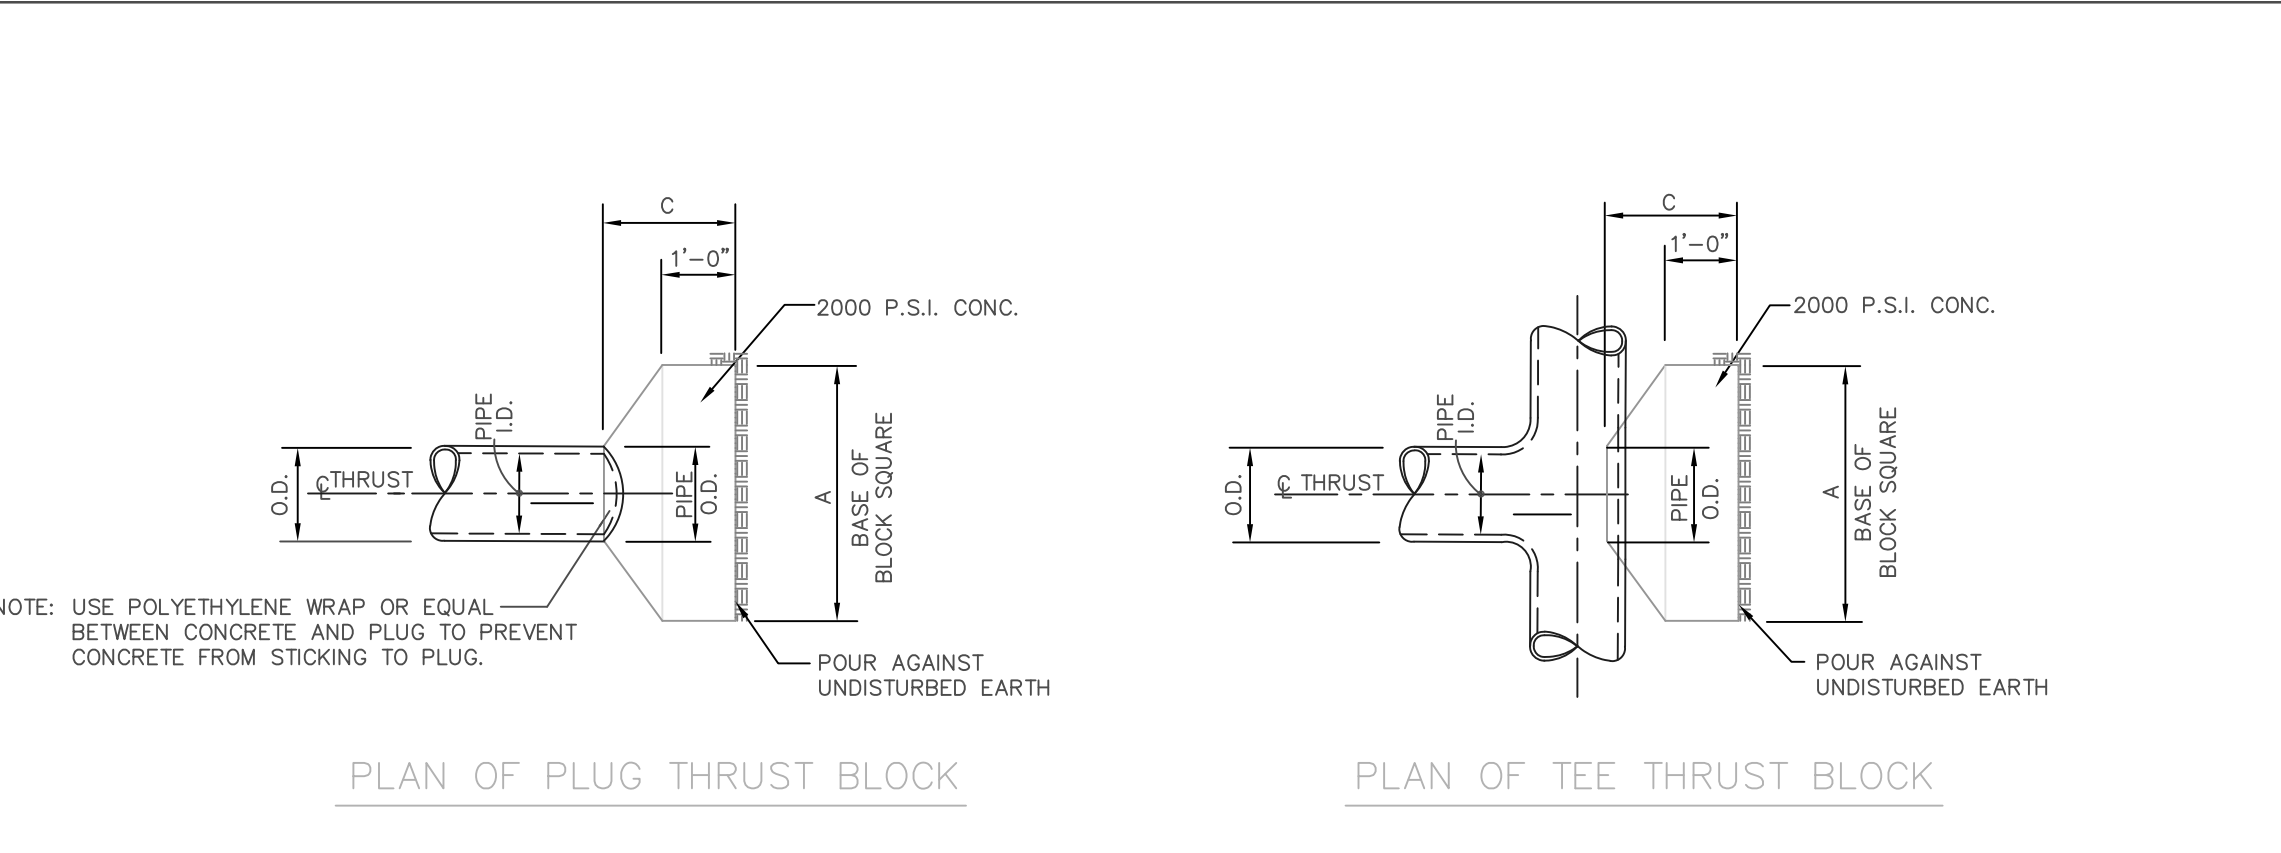 C
1'-0"
2000 P.S.I. CONC.
PIPE
I.D.
O.D.
℄ THRUST
PIPE
O.D.
A
BASE OF
BLOCK SQUARE
NOTE: USE POLYETHYLENE WRAP OR EQUAL
BETWEEN CONCRETE AND PLUG TO PREVENT
CONCRETE FROM STICKING TO PLUG.
POUR AGAINST
UNDISTURBED EARTH
PLAN OF PLUG THRUST BLOCK
C
1'-0"
2000 P.S.I. CONC.
PIPE
I.D.
O.D.
℄ THRUST
PIPE
O.D.
A
BASE OF
BLOCK SQUARE
POUR AGAINST
UNDISTURBED EARTH
PLAN OF TEE THRUST BLOCK